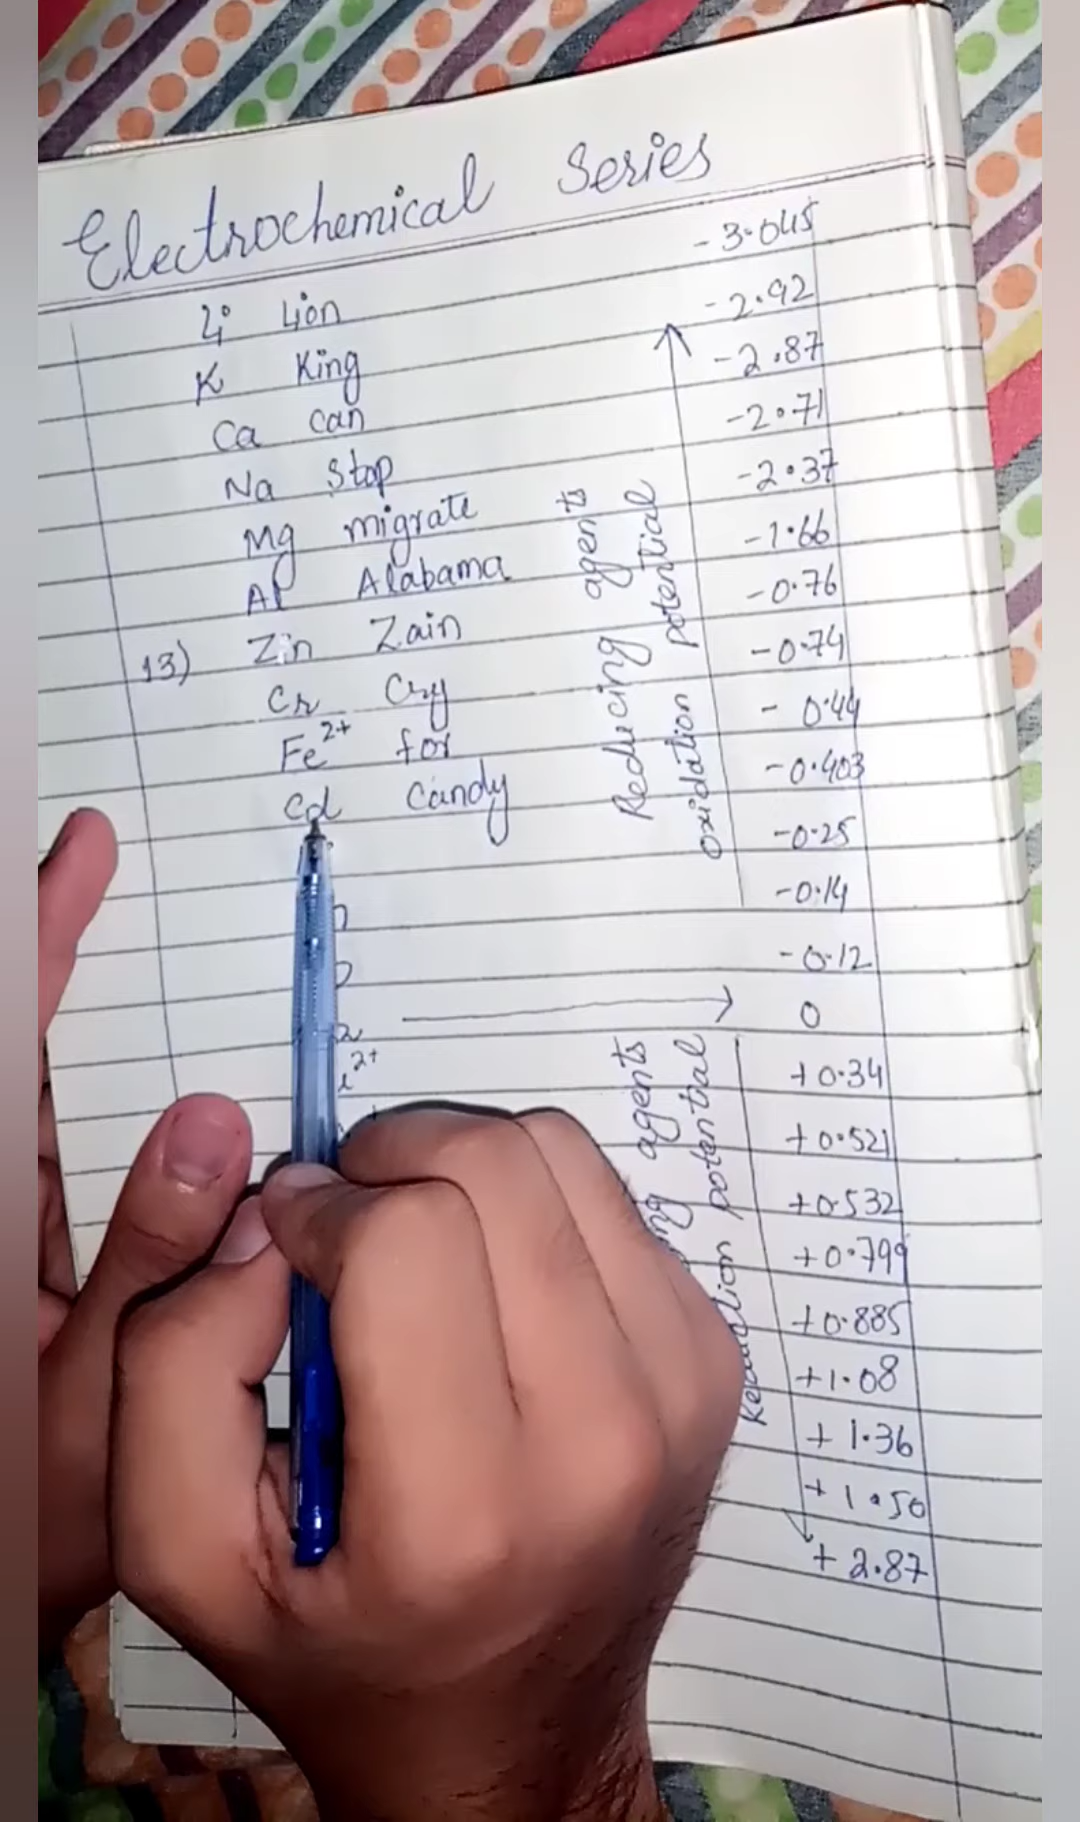 Electrochemical Series
Li Lion -3.045
K King -2.92
Ca can -2.87
Na Stop -2.71
Mg migrate -2.37
Al Alabama -1.66
13) Zin Zain -0.76
Cr Cry -0.74
Fe2+ for -0.44
Cd Candy -0.403
-0.25
-0.14
-0.12
0
2+ +0.34
+0.521
+0.532
+0.799
+0.885
+1.08
+1.36
+1.50
+2.87
Reducing agents
oxidation potential
agents
potential